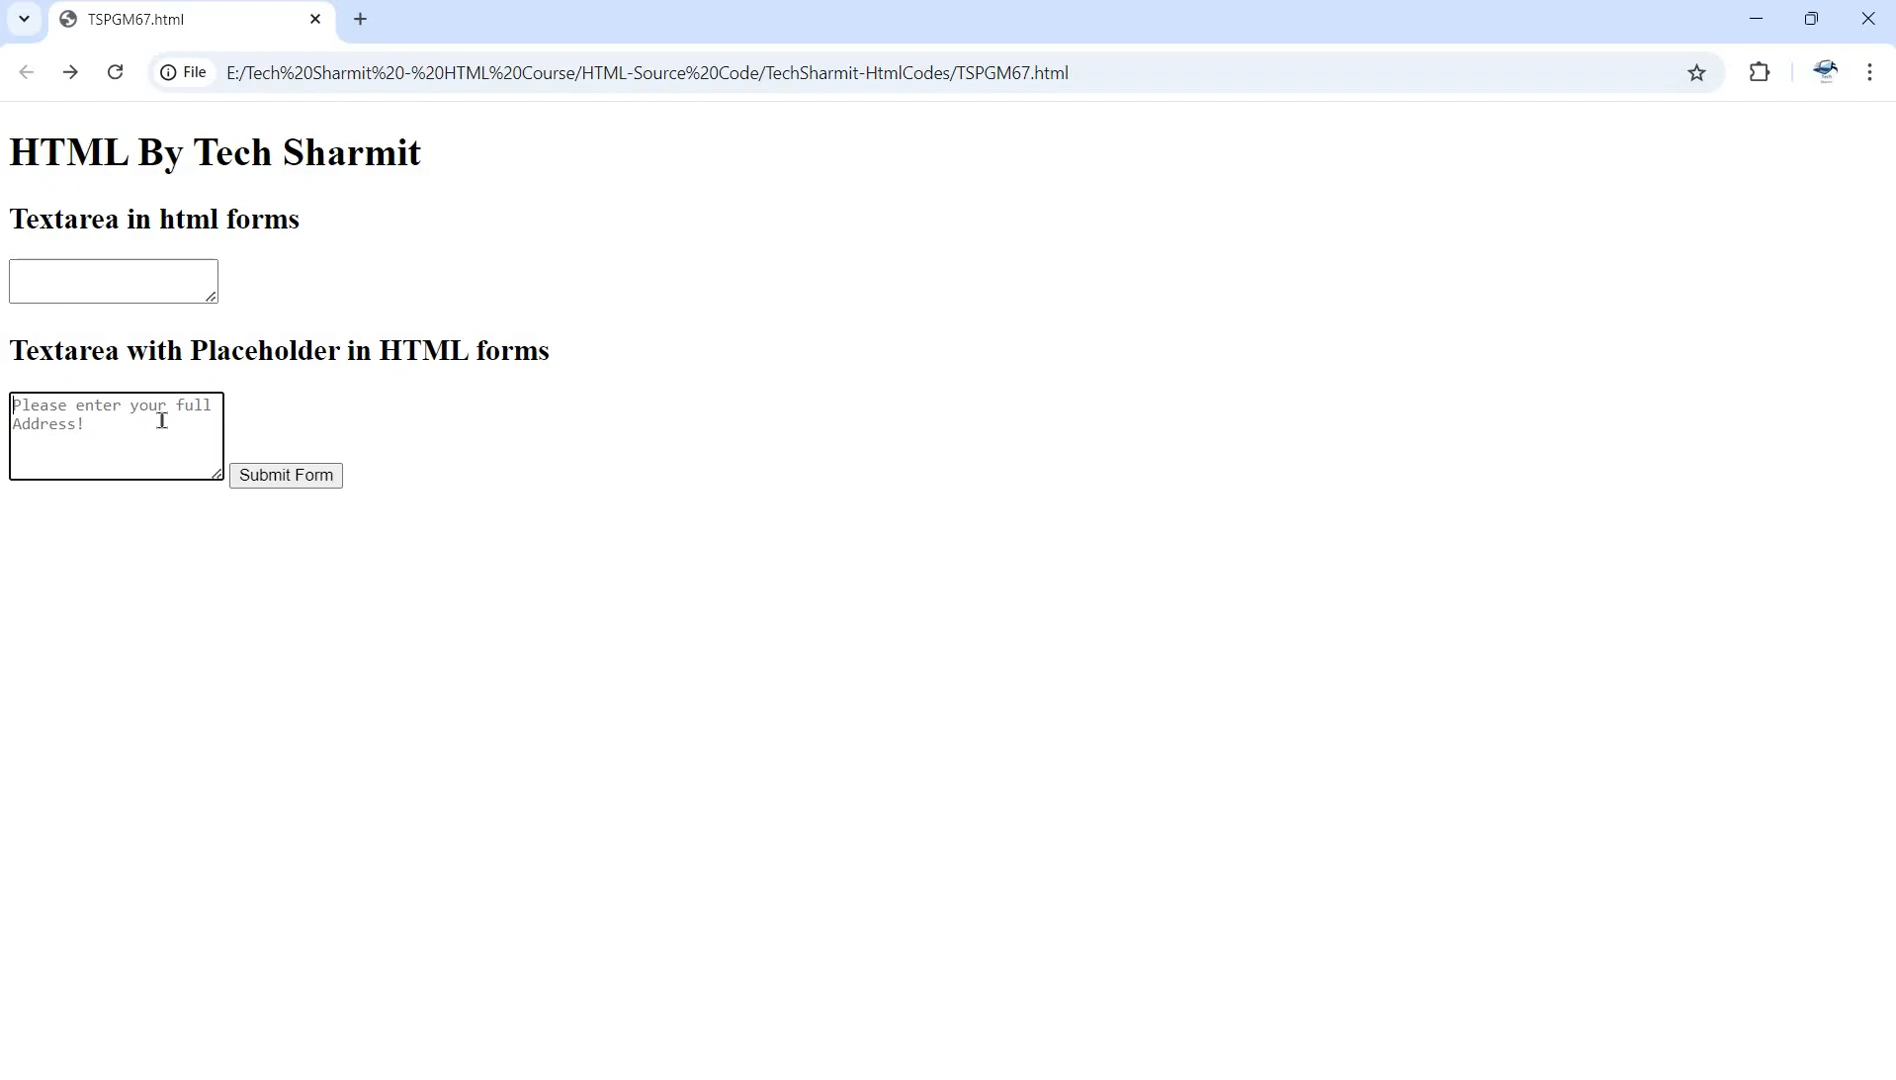 TSPGM67.html
File
E:/Tech%20Sharmit%20-%20HTML%20Course/HTML-Source%20Code/TechSharmit-HtmlCodes/TSPGM67.html
HTML By Tech Sharmit
Textarea in html forms
Textarea with Placeholder in HTML forms
Please enter your full
Address!
Submit Form